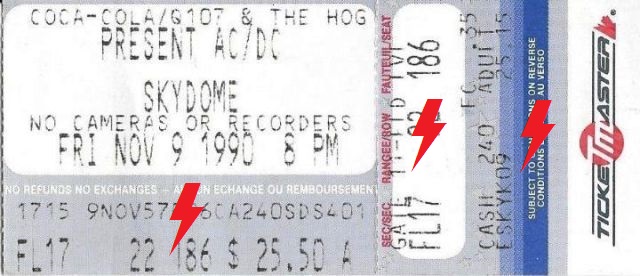 COCA-COLA/Q107 & THE HOG
PRESENT AC/DC
SKYDOME
NO CAMERAS OR RECORDERS
FRI NOV 9 1990 8 PM
NO REFUNDS NO EXCHANGES ECHANGE OU REMBOURSEMENT
1715 9NOV57 CA240SDS401
FL17 22 186 $ 25.50 A
SEC/SEC. RANGEE/ROW FAUTEUIL/SEAT
GATE
FL17 186
CASH 240 ADULT
ESKYK09
SUBJECT TO CONDITIONS ON REVERSE
CONDITIONS AU VERSO
TICKETMASTER